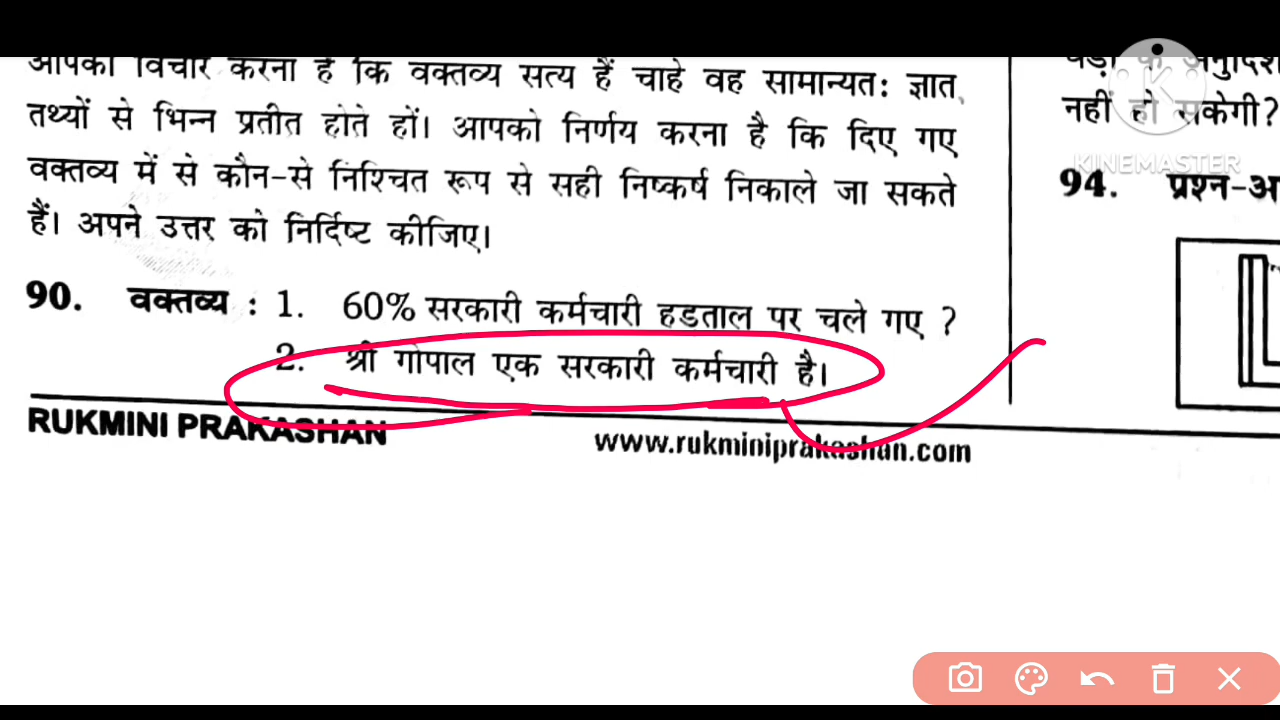 आपको विचार करना है कि वक्तव्य सत्य हैं चाहे वह सामान्यत: ज्ञात
तथ्यों से भिन्न प्रतीत होते हों। आपको निर्णय करना है कि दिए गए
वक्तव्य में से कौन-से निश्चित रूप से सही निष्कर्ष निकाले जा सकते
हैं। अपने उत्तर को निर्दिष्ट कीजिए।
90. वक्तव्य : 1. 60% सरकारी कर्मचारी हडताल पर चले गए ?
2. श्री गोपाल एक सरकारी कर्मचारी है।
RUKMINI PRAKASHAN
www.rukminiprakashan.com
के अनुदिश
नहीं हो सकेगी?
KINEMASTER
94. प्रश्न-अ